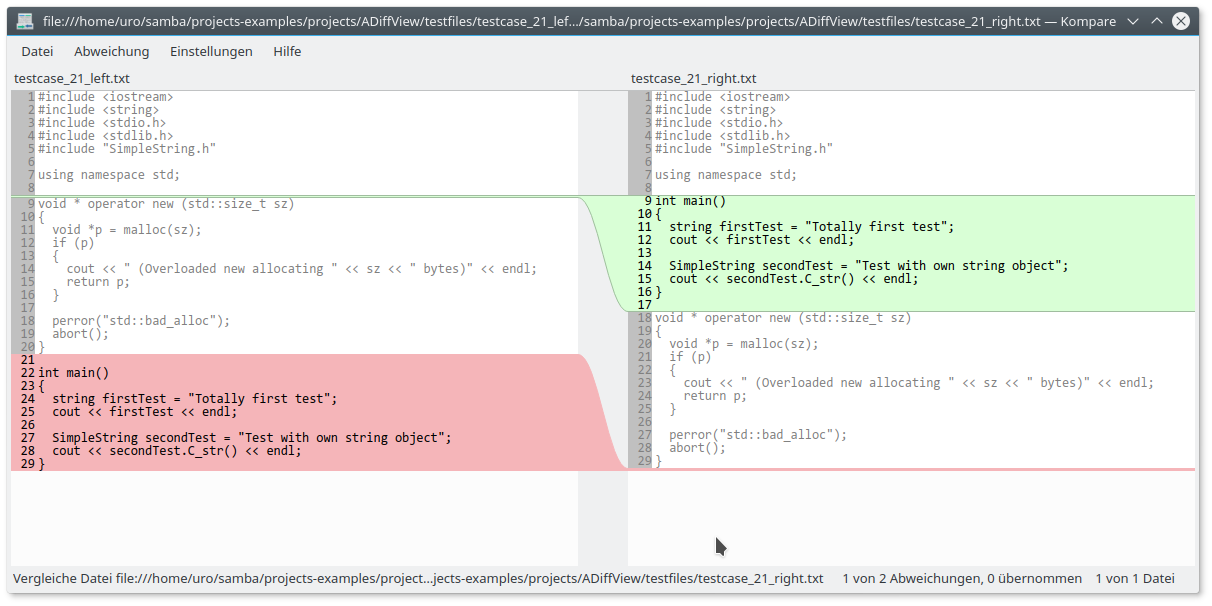 file:///home/uro/samba/projects-examples/projects/ADiffView/testfiles/testcase_21_lef.../samba/projects-examples/projects/ADiffView/testfiles/testcase_21_right.txt — Kompare
Datei Abweichung Einstellungen Hilfe
testcase_21_left.txt
1 #include <iostream>
2 #include <string>
3 #include <stdio.h>
4 #include <stdlib.h>
5 #include "SimpleString.h"
6
7 using namespace std;
8
9 void * operator new (std::size_t sz)
10 {
11   void *p = malloc(sz);
12   if (p)
13   {
14     cout << " (Overloaded new allocating " << sz << " bytes)" << endl;
15     return p;
16   }
17
18   perror("std::bad_alloc");
19   abort();
20 }
21
22 int main()
23 {
24   string firstTest = "Totally first test";
25   cout << firstTest << endl;
26
27   SimpleString secondTest = "Test with own string object";
28   cout << secondTest.C_str() << endl;
29 }
testcase_21_right.txt
1 #include <iostream>
2 #include <string>
3 #include <stdio.h>
4 #include <stdlib.h>
5 #include "SimpleString.h"
6
7 using namespace std;
8
9 int main()
10 {
11   string firstTest = "Totally first test";
12   cout << firstTest << endl;
13
14   SimpleString secondTest = "Test with own string object";
15   cout << secondTest.C_str() << endl;
16 }
17
18 void * operator new (std::size_t sz)
19 {
20   void *p = malloc(sz);
21   if (p)
22   {
23     cout << " (Overloaded new allocating " << sz << " bytes)" << endl;
24     return p;
25   }
26
27   perror("std::bad_alloc");
28   abort();
29 }
Vergleiche Datei file:///home/uro/samba/projects-examples/project...jects-examples/projects/ADiffView/testfiles/testcase_21_right.txt 1 von 2 Abweichungen, 0 übernommen 1 von 1 Datei